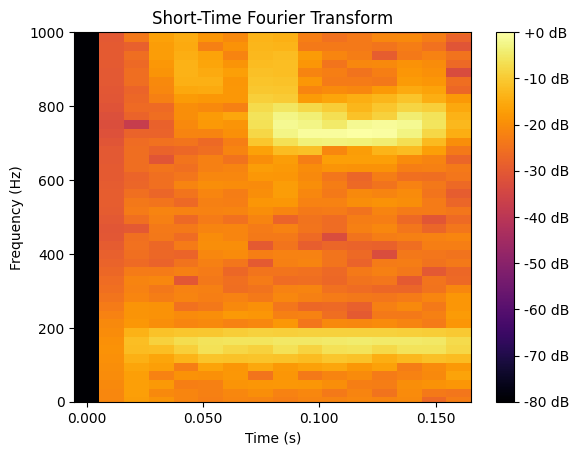 Short-Time Fourier Transform
1000
800
600
400
200
0
Frequency (Hz)
0.000
0.050
0.100
0.150
Time (s)
+0 dB
-10 dB
-20 dB
-30 dB
-40 dB
-50 dB
-60 dB
-70 dB
-80 dB